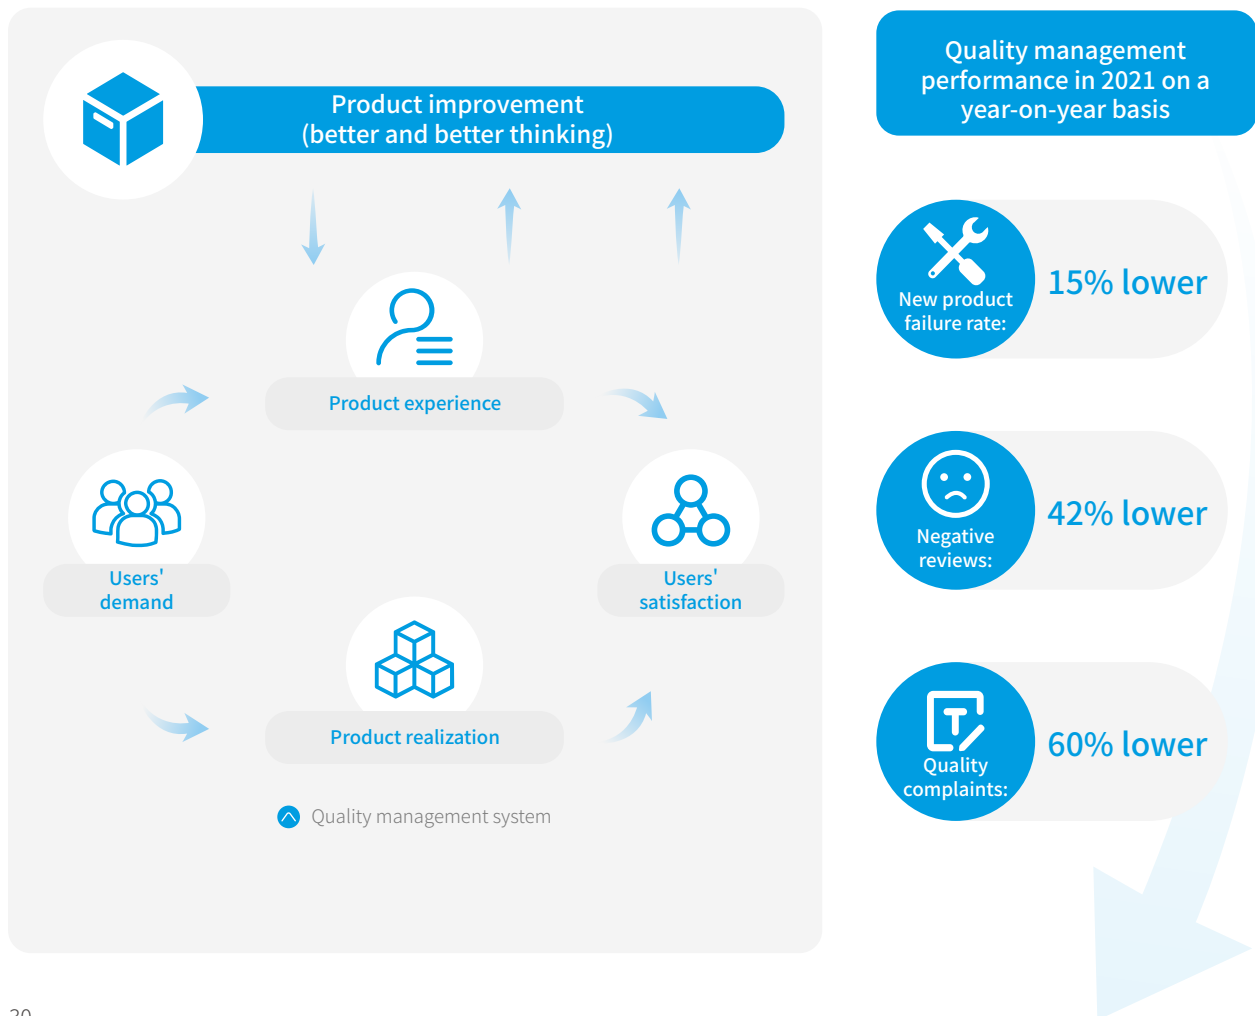 Product improvement
(better and better thinking)
Product experience
Users'
demand
Users'
satisfaction
Product realization
Quality management system
Quality management
performance in 2021 on a
year-on-year basis
New product
failure rate:
15% lower
Negative
reviews:
42% lower
T
Quality
complaints:
60% lower